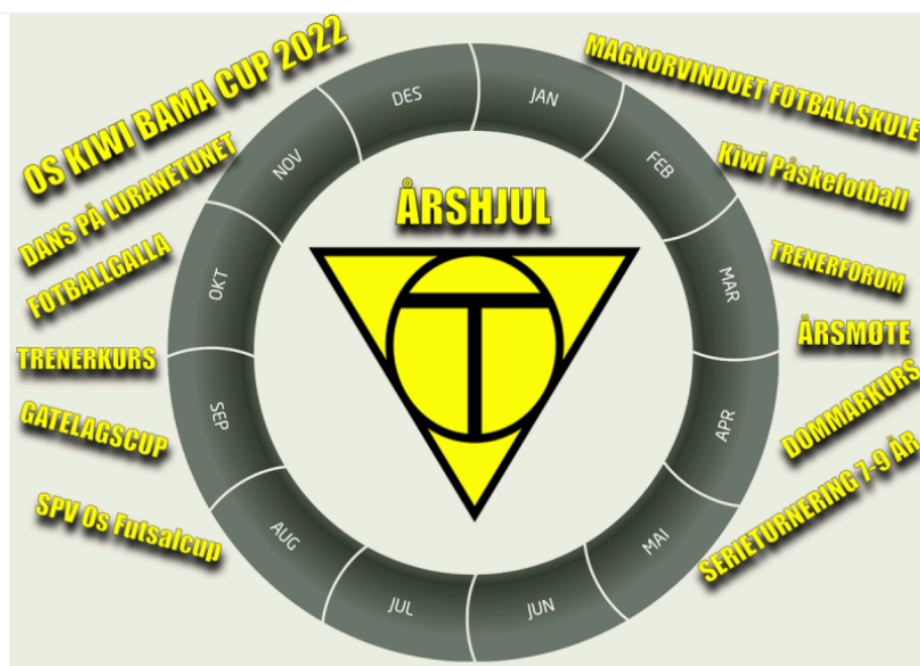 OS KIWI BAMA CUP 2022
DANS PÅ LURANETUNET
FOTBALLGALLA
TRENERKURS
GATELAGSCUP
SPV Os Futsalcup
MAGNORVINDUET FOTBALLSKULE
Kiwi Påskefotball
TRENERFORUM
ÅRSMØTE
DOMMARKURS
SERIETURNERING 7-9 ÅR
ÅRSHJUL
T
JAN
FEB
MAR
APR
MAI
JUN
JUL
AUG
SEP
OKT
NOV
DES